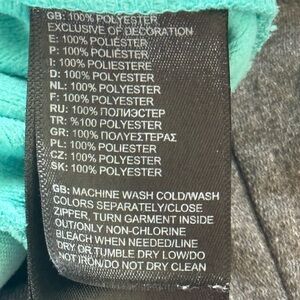 GB: 100% POLYESTER
EXCLUSIVE OF DECORATION
E: 100% POLIÉSTER
P: 100% POLIÉSTER
I: 100% POLIESTERE
D: 100% POLYESTER
NL: 100% POLYESTER
F: 100% POLYESTER
RU: 100% ПОЛИЭСТЕР
TR: %100 POLYESTER
GR: 100% ΠΟΛΥΕΣΤΕΡΑΣ
PL: 100% POLIESTER
CZ: 100% POLYESTER
SK: 100% POLYESTER
GB: MACHINE WASH COLD/WASH
COLORS SEPARATELY/CLOSE
ZIPPER, TURN GARMENT INSIDE
OUT/ONLY NON-CHLORINE
BLEACH WHEN NEEDED/LINE
DRY OR TUMBLE DRY LOW/DO
NOT IRON/DO NOT DRY CLEAN